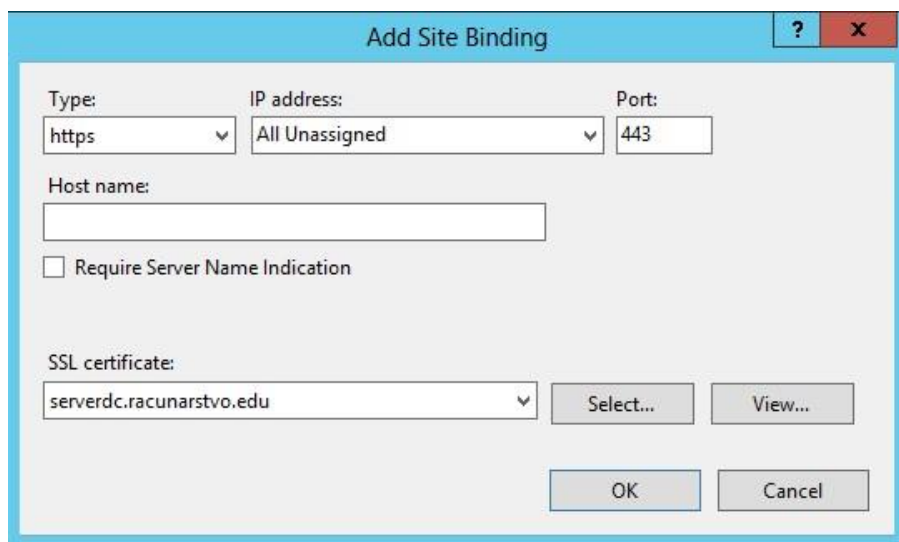 Add Site Binding
? x
Type: IP address: Port:
https All Unassigned 443
Host name:
Require Server Name Indication
SSL certificate:
serverdc.racunarstvo.edu Select... View...
OK Cancel